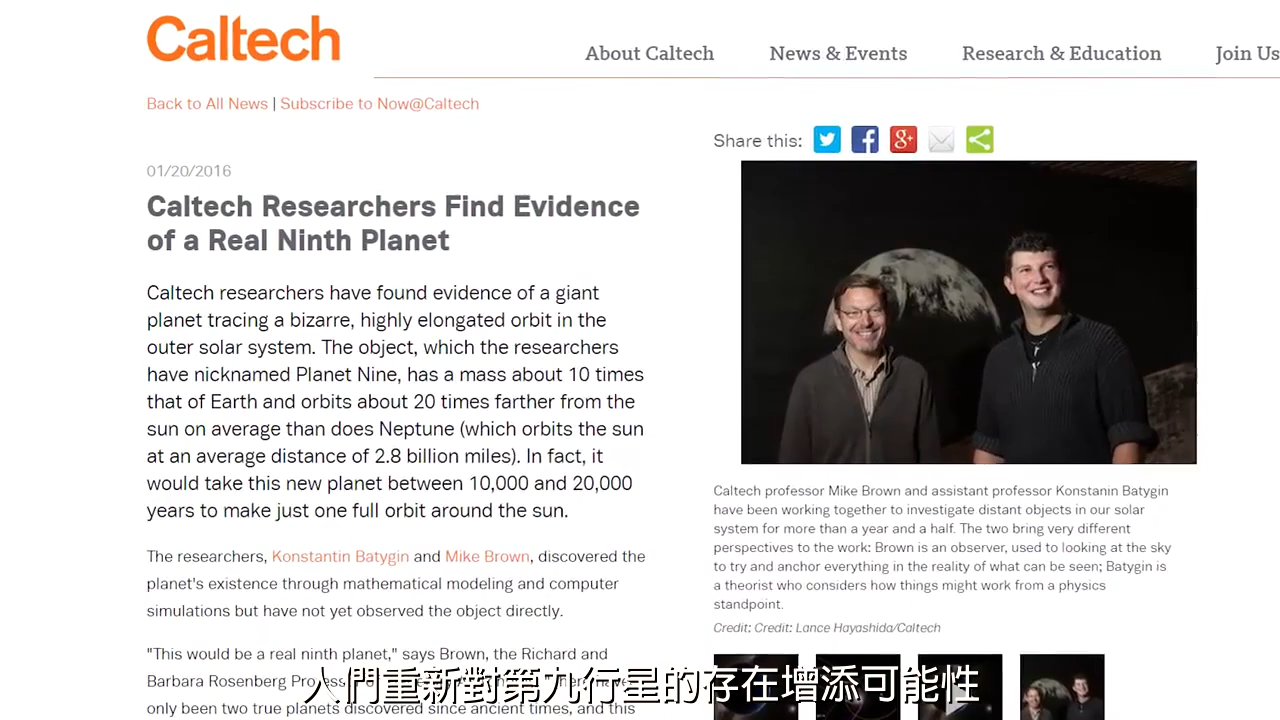 Caltech
About Caltech
News & Events
Research & Education
Join Us
Back to All News | Subscribe to Now@Caltech
Share this:
01/20/2016
Caltech Researchers Find Evidence
of a Real Ninth Planet
Caltech researchers have found evidence of a giant
planet tracing a bizarre, highly elongated orbit in the
outer solar system. The object, which the researchers
have nicknamed Planet Nine, has a mass about 10 times
that of Earth and orbits about 20 times farther from the
sun on average than does Neptune (which orbits the sun
at an average distance of 2.8 billion miles). In fact, it
would take this new planet between 10,000 and 20,000
years to make just one full orbit around the sun.
The researchers, Konstantin Batygin and Mike Brown, discovered the
planet's existence through mathematical modeling and computer
simulations but have not yet observed the object directly.
"This would be a real ninth planet," says Brown, the Richard and
Barbara Rosenberg
only been two true planets discovered since ancient times, and this
Caltech professor Mike Brown and assistant professor Konstanin Batygin
have been working together to investigate distant objects in our solar
system for more than a year and a half. The two bring very different
perspectives to the work: Brown is an observer, used to looking at the sky
to try and anchor everything in the reality of what can be seen; Batygin is
a theorist who considers how things might work from a physics
standpoint.
Credit: Credit: Lance Hayashida/Caltech
人們重新對第九行星的存在增添可能性